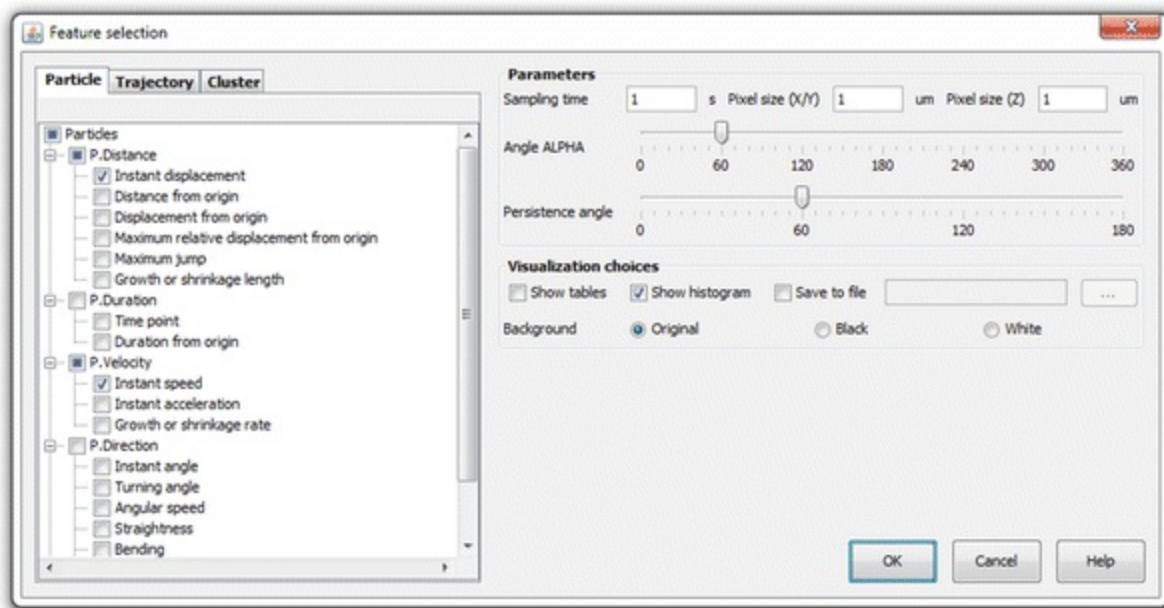 Feature selection
Particle Trajectory Cluster
Particles
P.Distance
Instant displacement
Distance from origin
Displacement from origin
Maximum relative displacement from origin
Maximum jump
Growth or shrinkage length
P.Duration
Time point
Duration from origin
P.Velocity
Instant speed
Instant acceleration
Growth or shrinkage rate
P.Direction
Instant angle
Turning angle
Angular speed
Straightness
Bending
Parameters
Sampling time 1 s Pixel size (X/Y) 1 um Pixel size (Z) 1 um
Angle ALPHA
0 60 120 180 240 300 360
Persistence angle
0 60 120 180
Visualization choices
Show tables Show histogram Save to file ...
Background Original Black White
OK Cancel Help